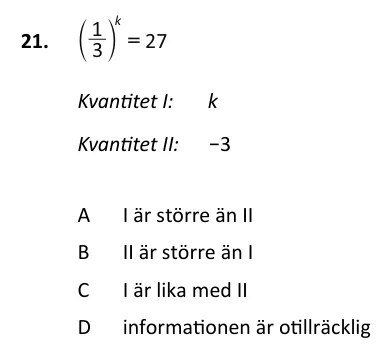 21. (1/3)^k = 27
Kvantitet I: k
Kvantitet II: −3
A I är större än II
B II är större än I
C I är lika med II
D informationen är otillräcklig